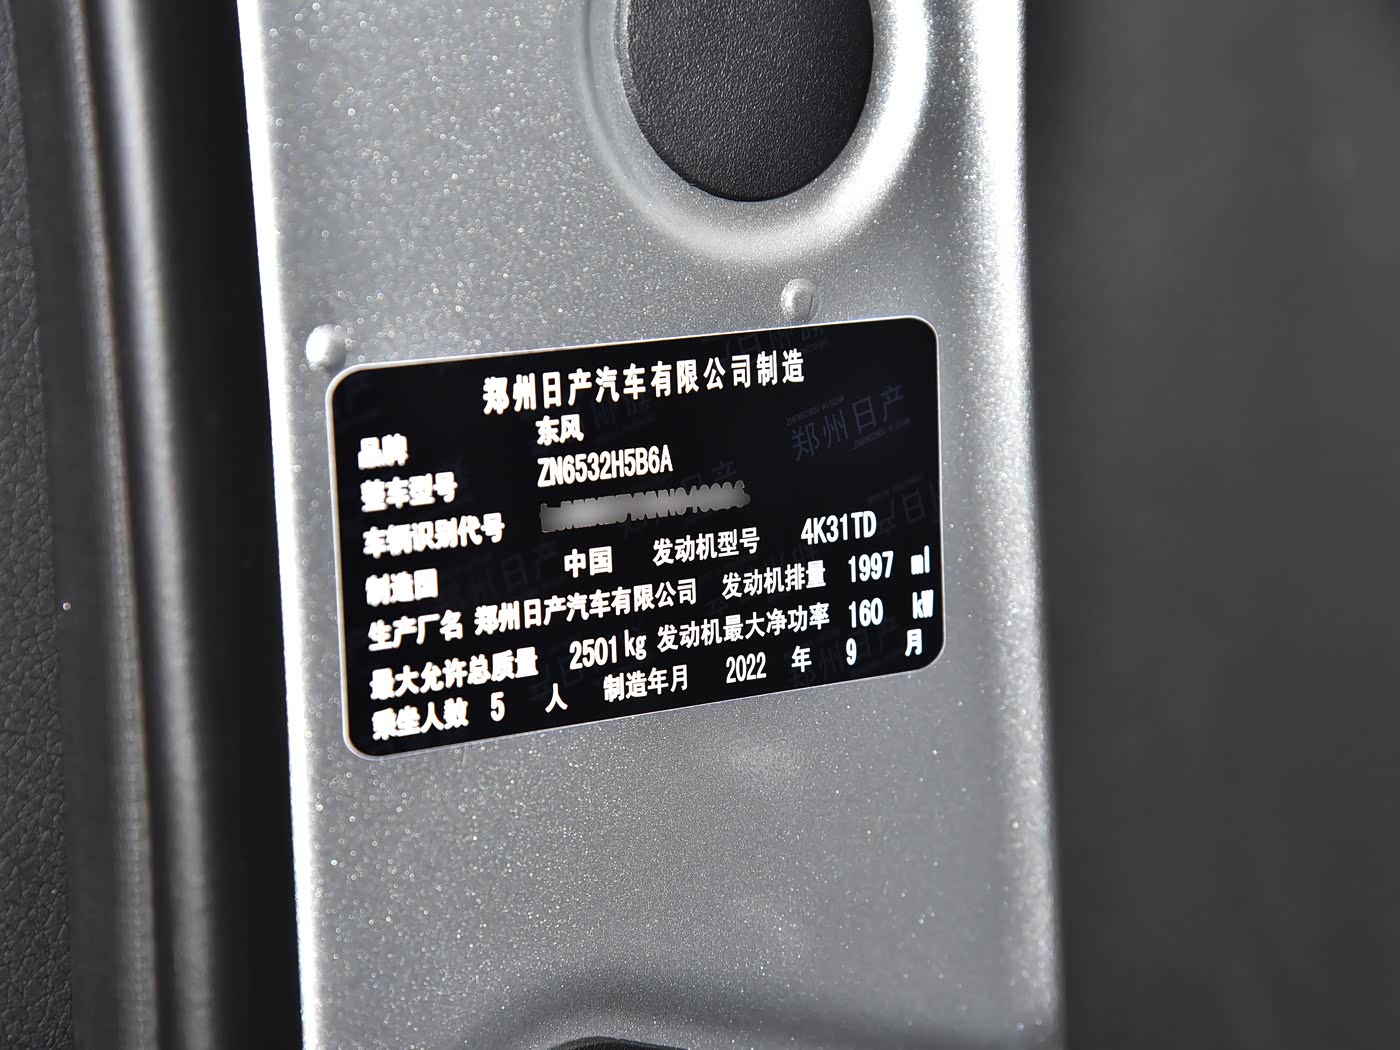 郑州日产汽车有限公司制造
品牌 东风
整车型号 ZN6532H5B6A
车辆识别代号
制造国 中国 发动机型号 4K31TD
生产厂名 郑州日产汽车有限公司 发动机排量 1997 ml
最大允许总质量 2501 kg 发动机最大净功率 160 kW
乘坐人数 5 人 制造年月 2022 年 9 月
郑州日产